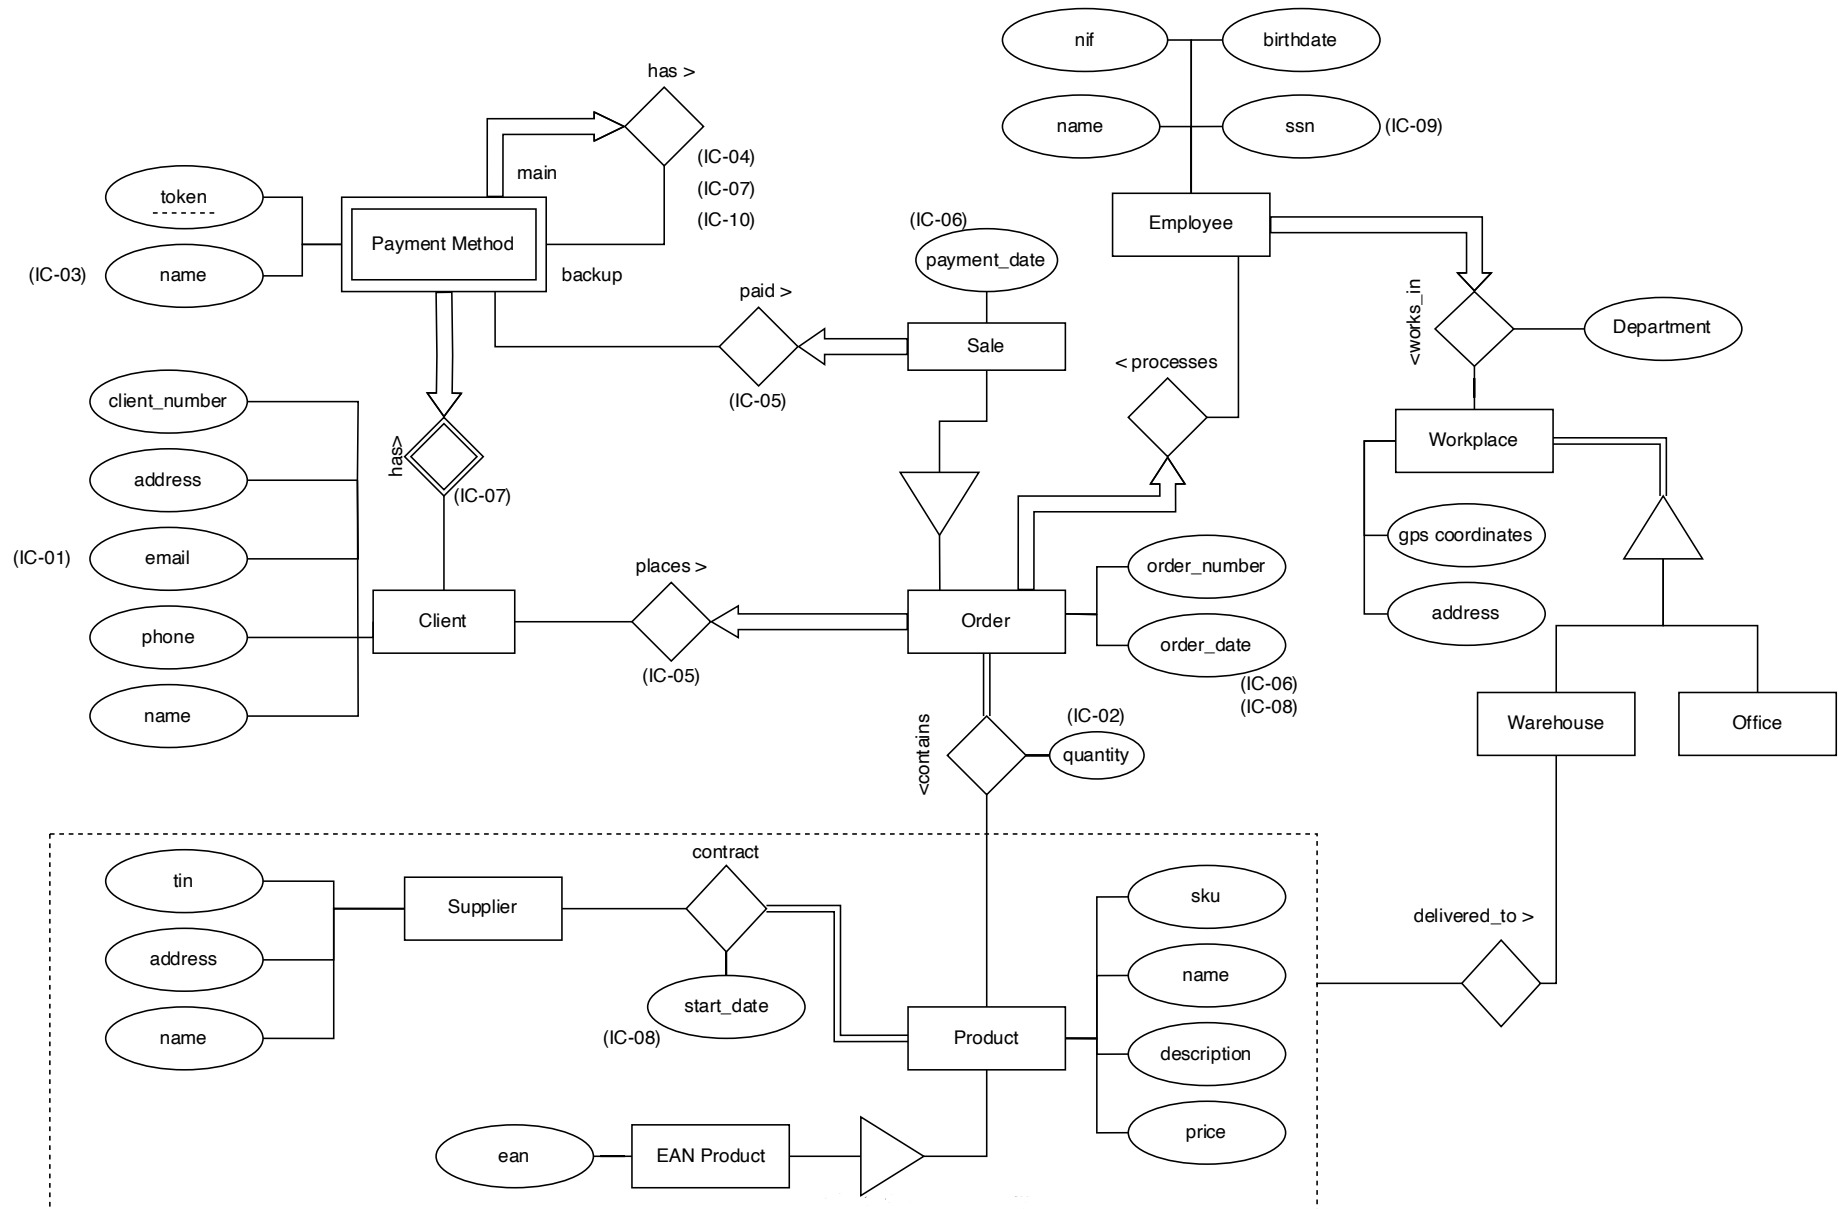 nif
birthdate
has >
name
ssn
(IC-09)
(IC-04)
main
(IC-07)
token
(IC-10)
(IC-06)
Employee
Payment Method
payment_date
(IC-03)
name
backup
paid >
<works_in
Department
Sale
< processes
client_number
(IC-05)
Workplace
has>
address
(IC-07)
gps coordinates
(IC-01)
email
places >
order_number
address
Client
Order
phone
order_date
(IC-05)
(IC-06)
(IC-08)
name
(IC-02)
Warehouse
Office
<contains
quantity
contract
tin
sku
Supplier
delivered_to >
address
name
start_date
(IC-08)
name
Product
description
price
ean
EAN Product